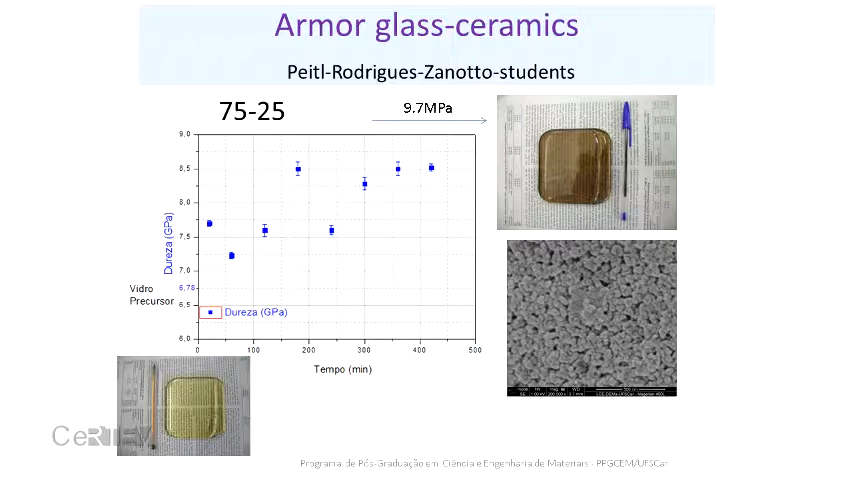 Armor glass-ceramics
Peitl-Rodrigues-Zanotto-students
75-25
9.7MPa
9,0
8,5
8,0
7,5
7,0
6,78
6,5
6,0
Dureza (GPa)
Vidro
Precursor
Dureza (GPa)
0 100 200 300 400 500
Tempo (min)
CeRTEV
Programa de Pós-Graduação em Ciência e Engenharia de Materiais - PPGCEM/UFSCar